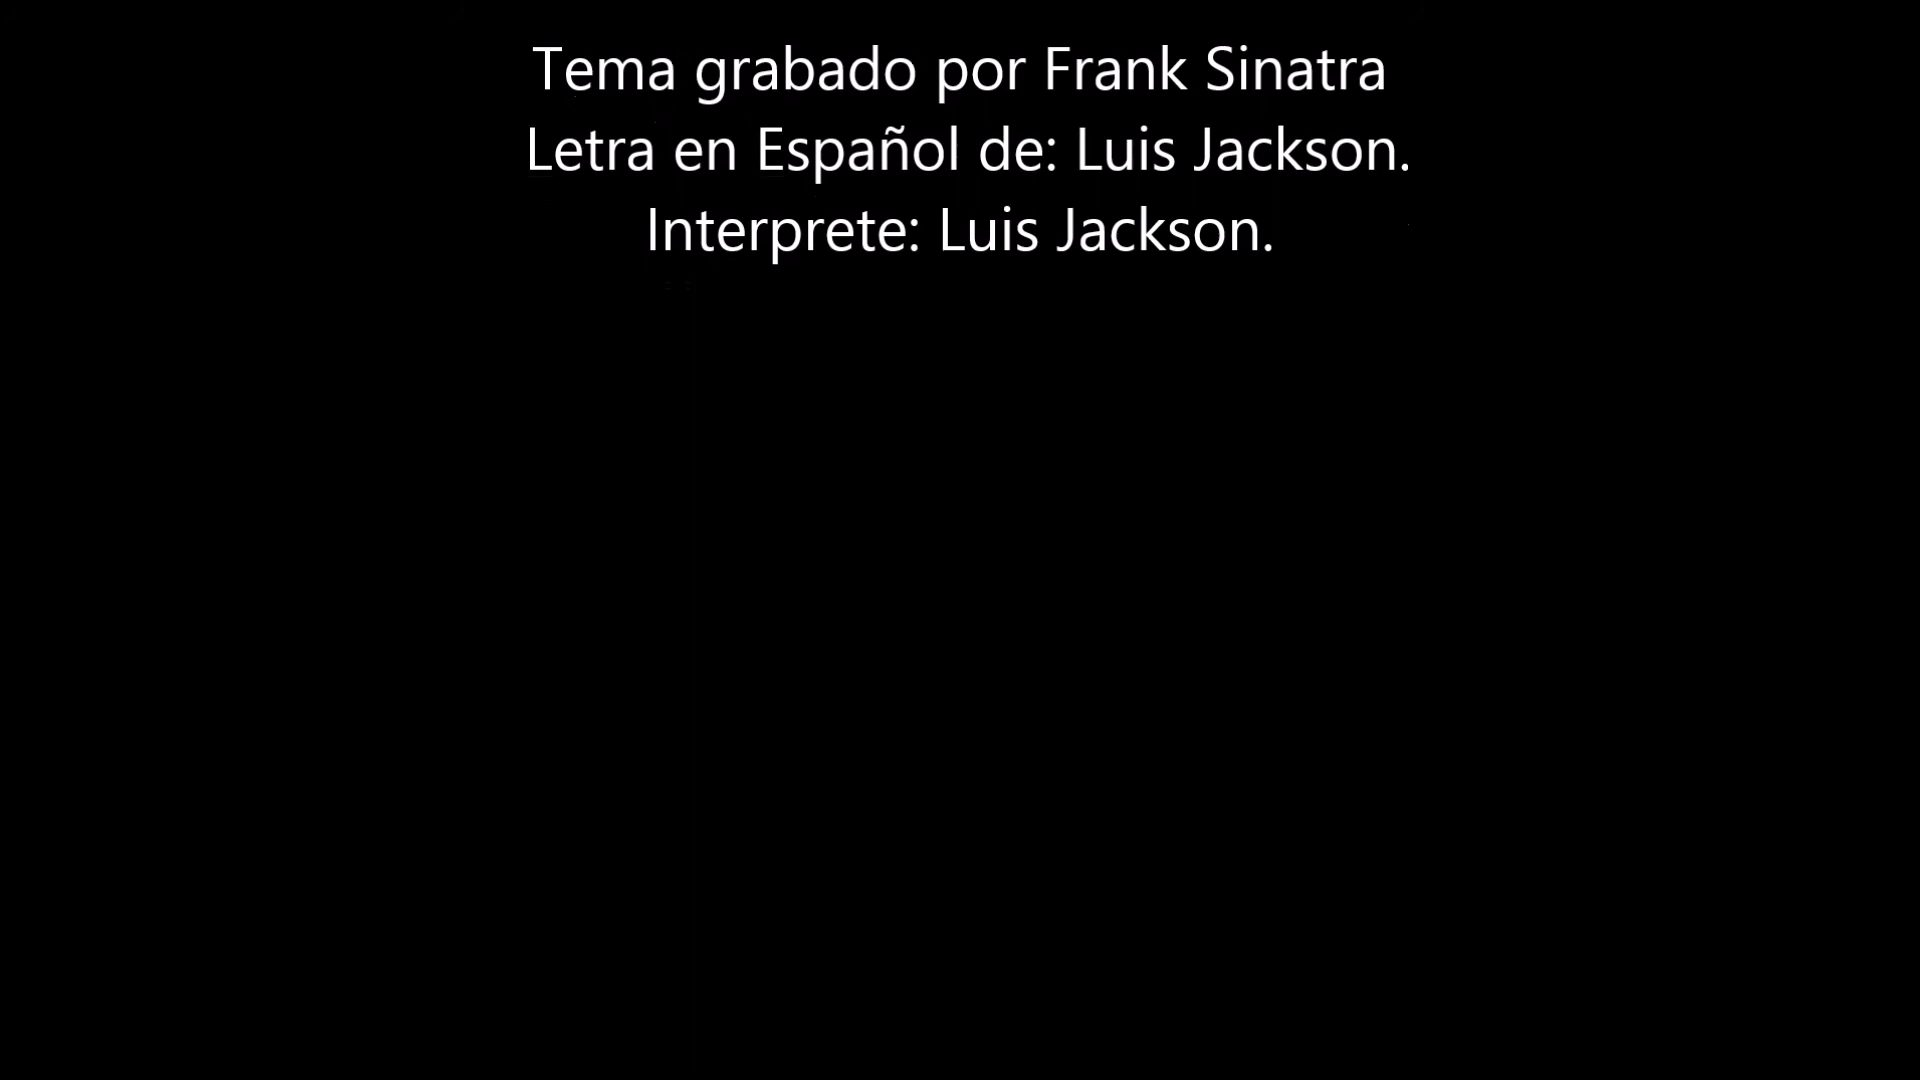 Tema grabado por Frank Sinatra
Letra en Español de: Luis Jackson.
Interprete: Luis Jackson.